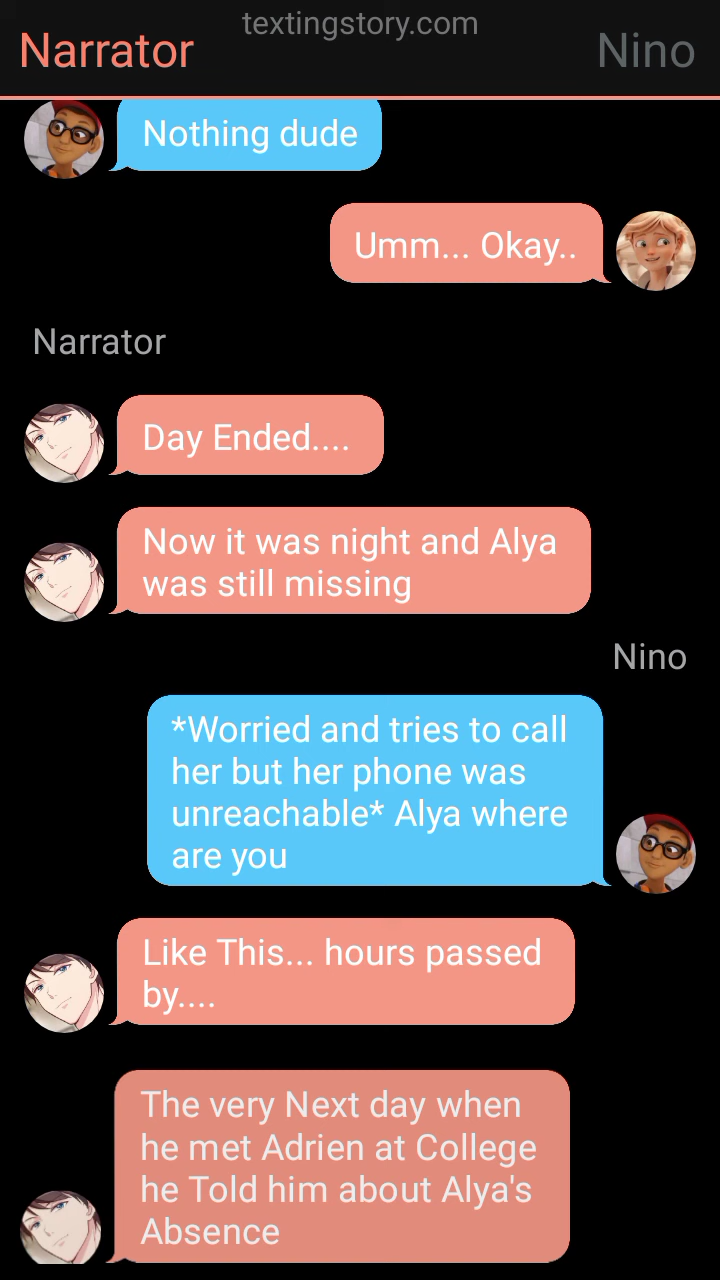 textingstory.com
Narrator
Nino
Nothing dude
Umm... Okay..
Narrator
Day Ended....
Now it was night and Alya
was still missing
Nino
*Worried and tries to call
her but her phone was
unreachable* Alya where
are you
Like This... hours passed
by....
The very Next day when
he met Adrien at College
he Told him about Alya's
Absence